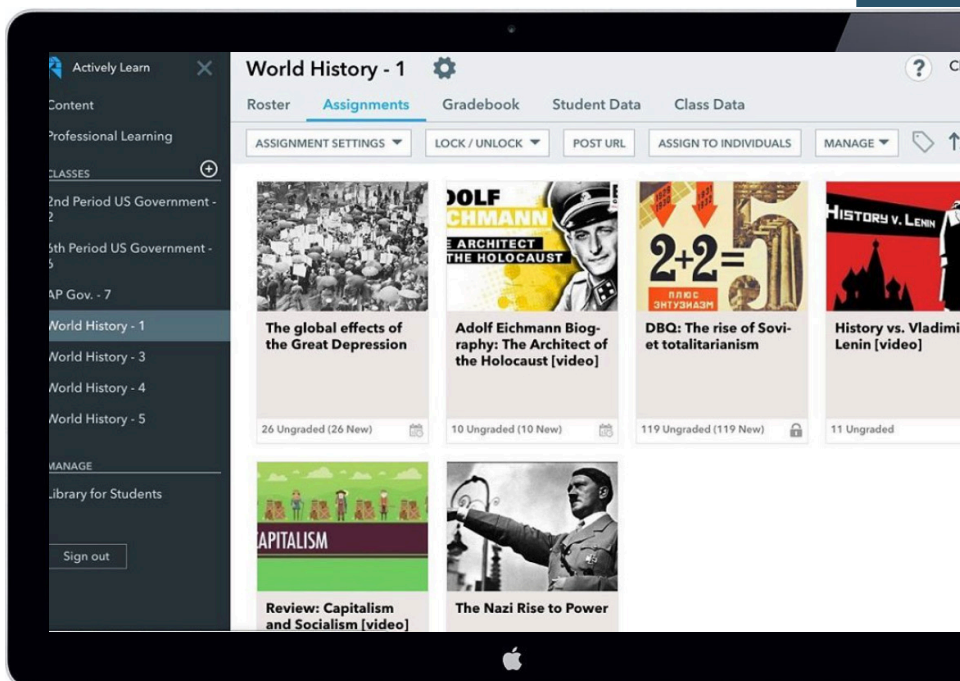 Actively Learn
Content
Professional Learning
CLASSES
2nd Period US Government -
2
6th Period US Government -
6
AP Gov. - 7
World History - 1
World History - 3
World History - 4
World History - 5
MANAGE
Library for Students
Sign out
World History - 1
?
Roster Assignments Gradebook Student Data Class Data
ASSIGNMENT SETTINGS LOCK / UNLOCK POST URL ASSIGN TO INDIVIDUALS MANAGE
The global effects of
the Great Depression
26 Ungraded (26 New)
DOLF
CHMANN
E ARCHITECT
THE HOLOCAUST
Adolf Eichmann Biog-
raphy: The Architect of
the Holocaust [video]
10 Ungraded (10 New)
2+2=5
ПЛЮС
ЭНТУЗИАЗМ
DBQ: The rise of Sovi-
et totalitarianism
119 Ungraded (119 New)
HISTORY V. LENIN
History vs. Vladimi
Lenin [video]
11 Ungraded
CAPITALISM
Review: Capitalism
and Socialism [video]
The Nazi Rise to Power